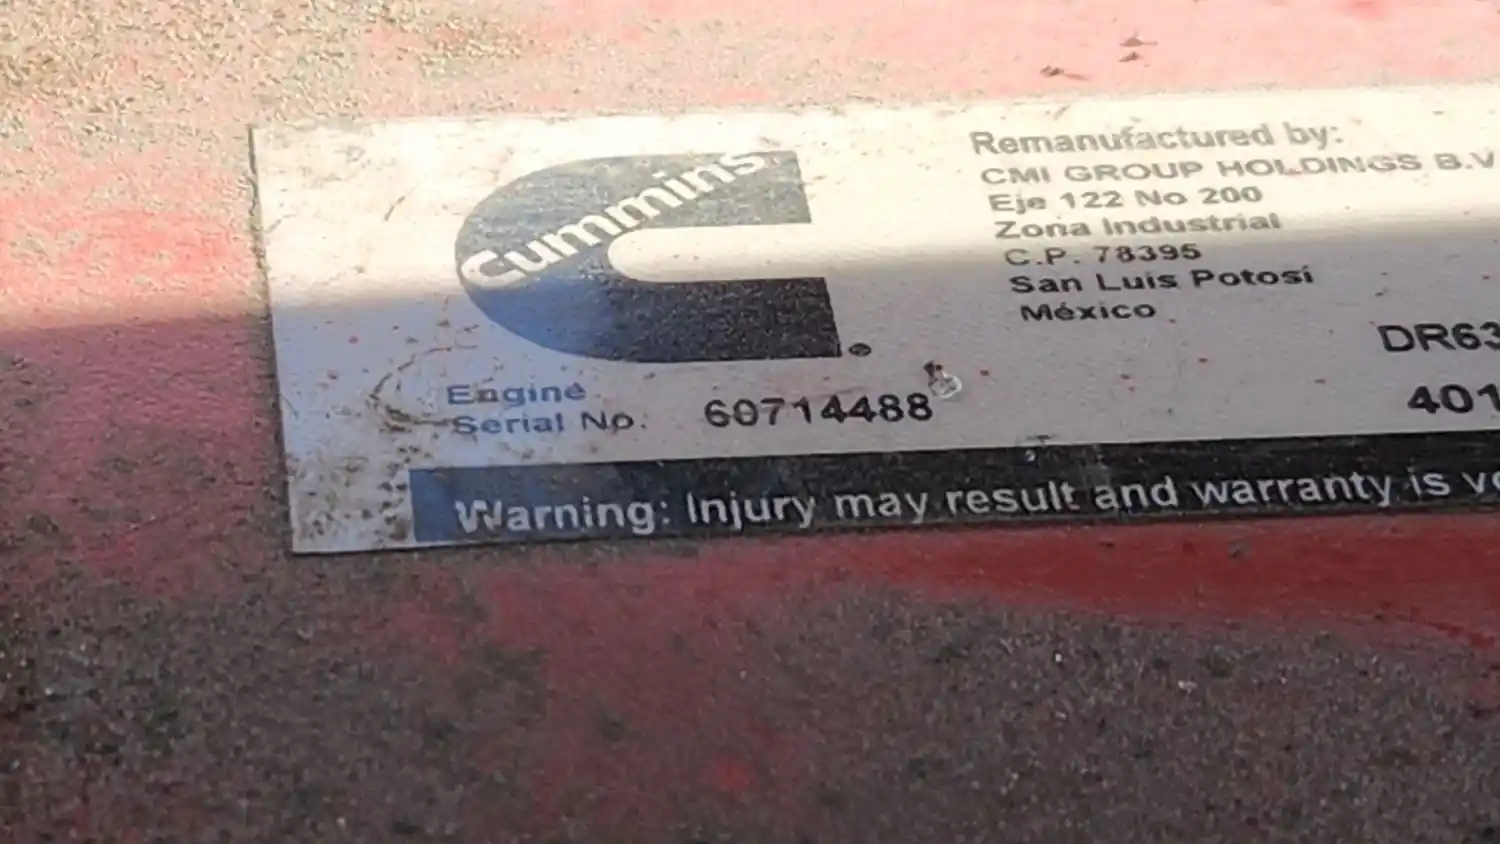 Cummins
Remanufactured by:
CMI GROUP HOLDINGS B.V
Eje 122 No 200
Zona Industrial
C.P. 78395
San Luis Potosí
México
DR63
Engine
Serial No. 60714488
401
Warning: Injury may result and warranty is vo